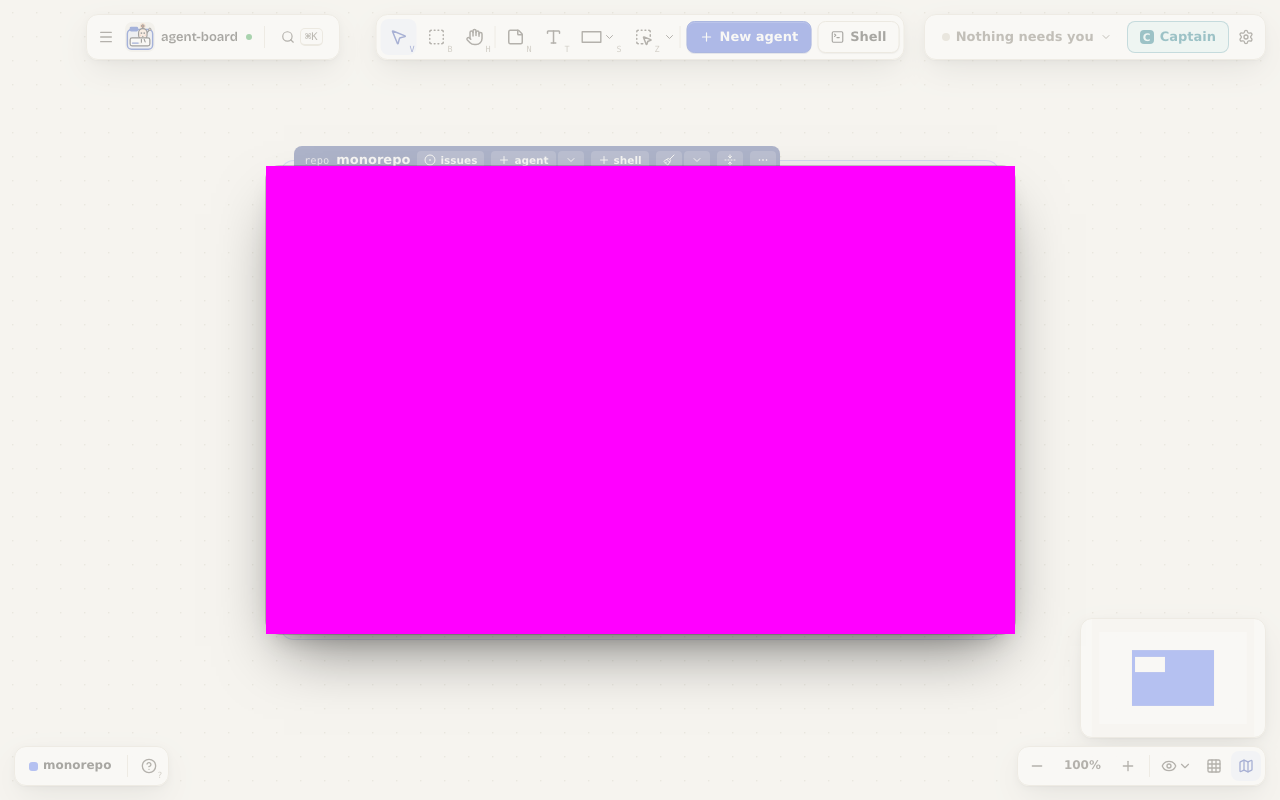 agent-board ⌘K
V B H N T S Z
+ New agent
Shell
Nothing needs you
C Captain
repo monorepo issues + agent + shell ...
monorepo ?
− 100% +